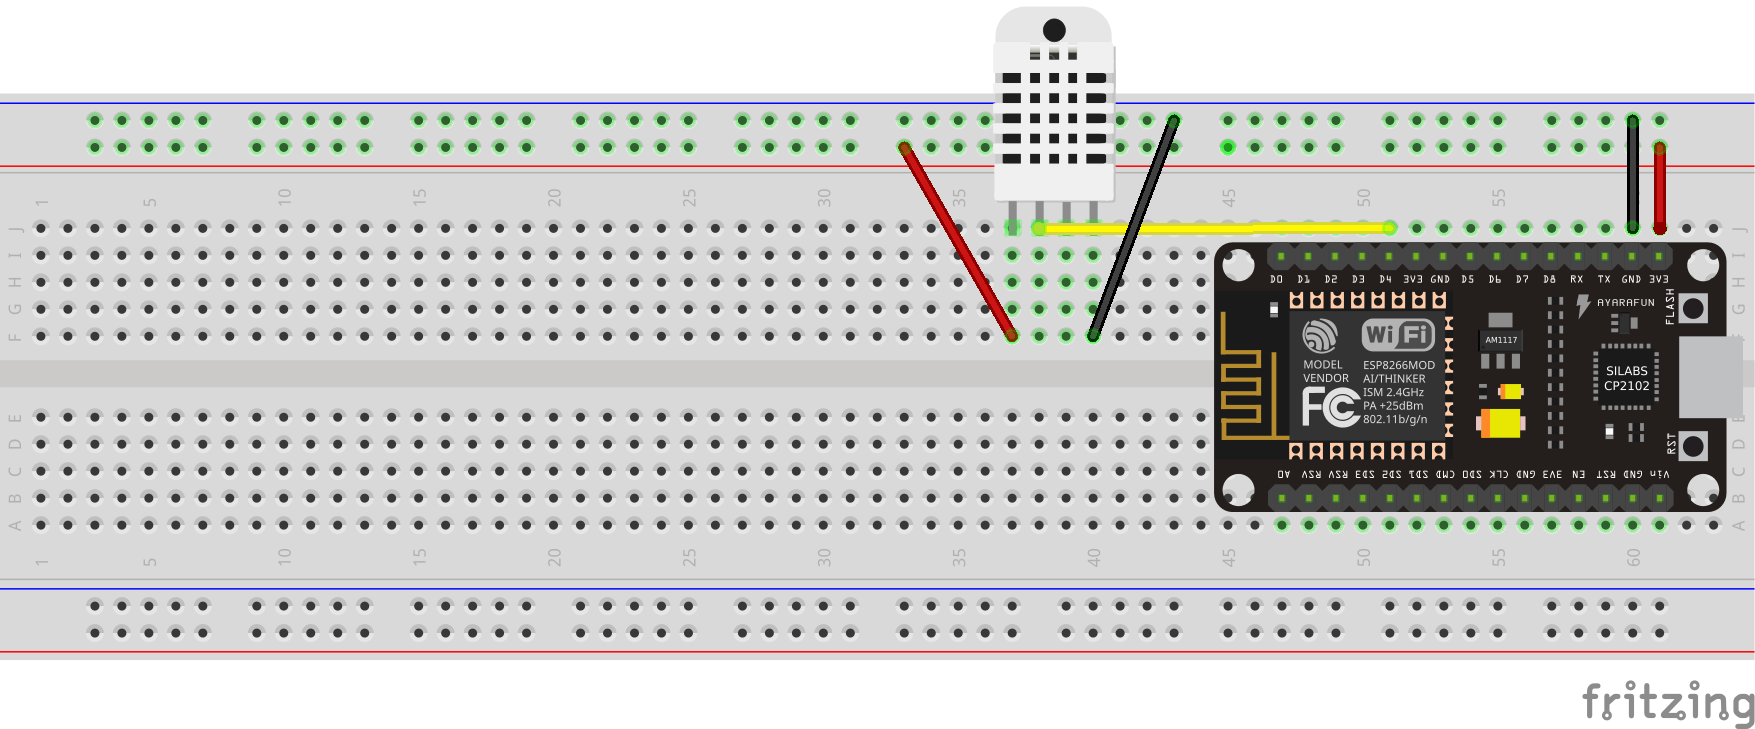 1 5 10 15 20 25 30 35 45 50 55
J J
I I
H H
G G
F
D0 D1 D2 D3 D4 3V3 GND D5 D6 D7 D8 RX TX GND 3V3
AYARAFUN
FLASH
WiFi
AM1117
MODEL ESP8266MOD
VENDOR AI/THINKER
ISM 2.4GHz
PA +25dBm
802.11b/g/n
FC
SILABS
CP2102
RST
A0 RSV RSV SD3 SD2 SD1 CMD SD0 CLK GND 3V3 EN RST GND Vin
E E
D D
C C
B B
A A
1 5 10 15 20 25 30 35 40 45 50 55 60
fritzing